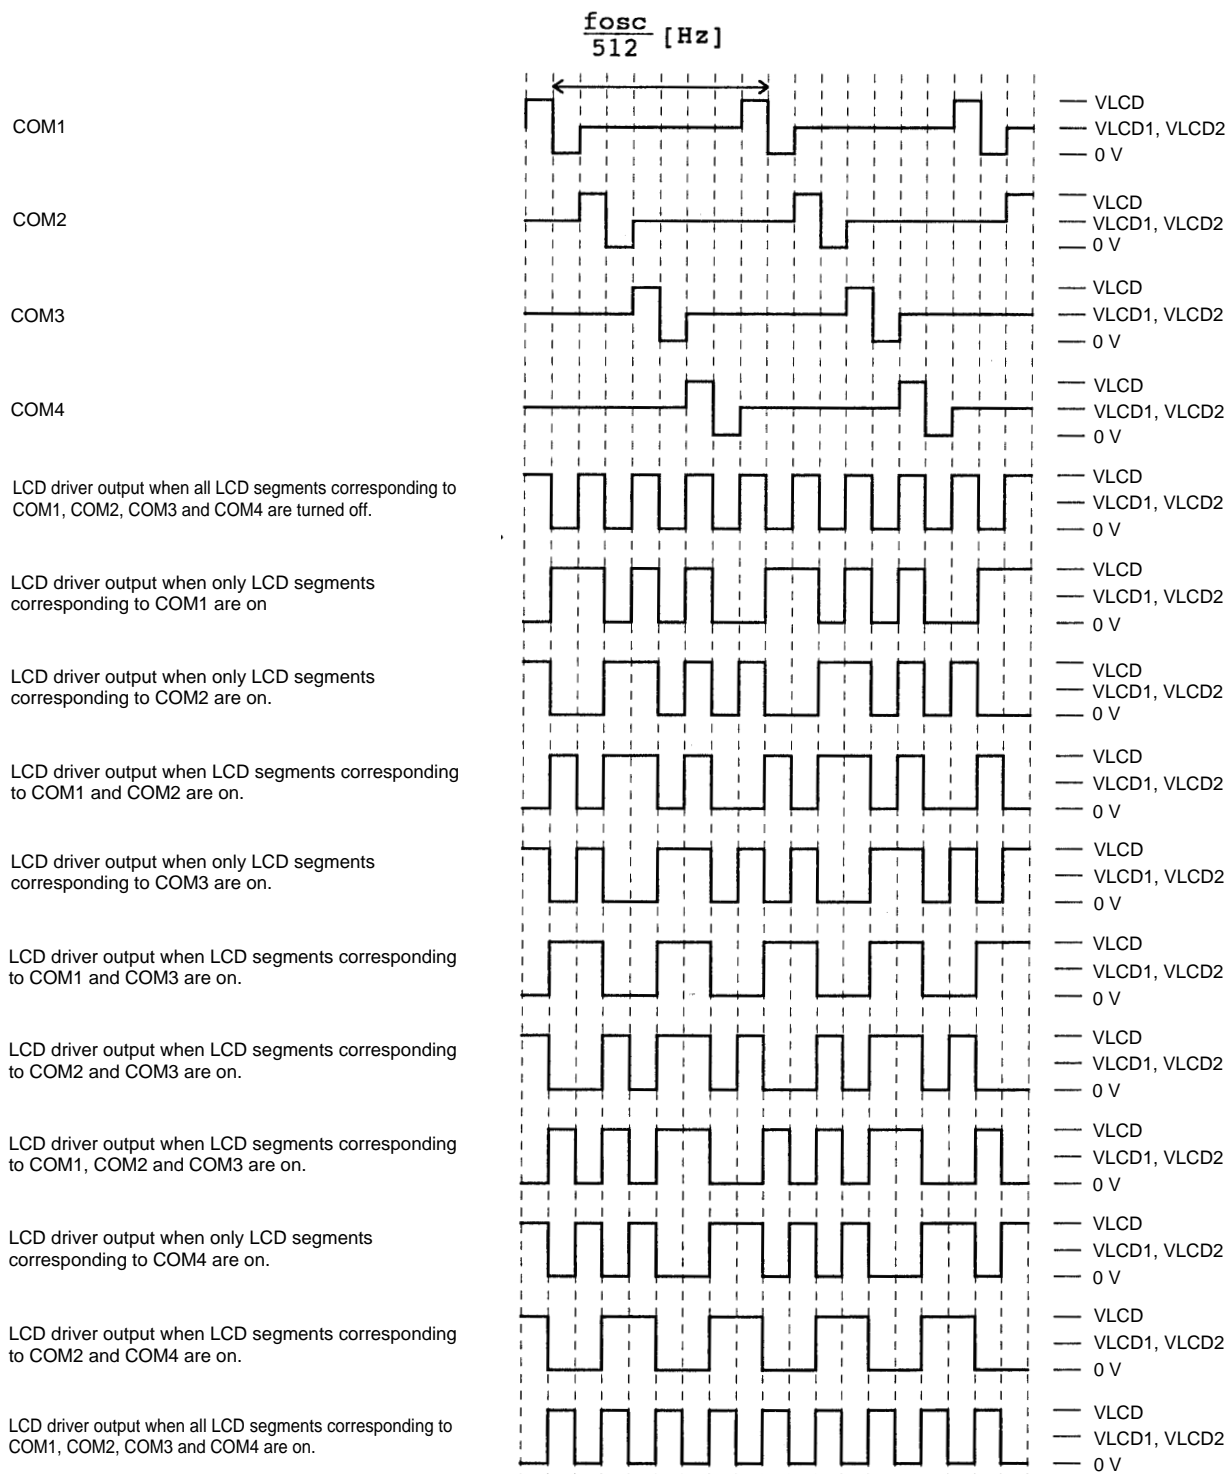 fosc
512 [Hz]
COM1
VLCD
VLCD1, VLCD2
0 V
COM2
VLCD
VLCD1, VLCD2
0 V
COM3
VLCD
VLCD1, VLCD2
0 V
COM4
VLCD
VLCD1, VLCD2
0 V
LCD driver output when all LCD segments corresponding to
COM1, COM2, COM3 and COM4 are turned off.
VLCD
VLCD1, VLCD2
0 V
LCD driver output when only LCD segments
corresponding to COM1 are on
VLCD
VLCD1, VLCD2
0 V
LCD driver output when only LCD segments
corresponding to COM2 are on.
VLCD
VLCD1, VLCD2
0 V
LCD driver output when LCD segments corresponding
to COM1 and COM2 are on.
VLCD
VLCD1, VLCD2
0 V
LCD driver output when only LCD segments
corresponding to COM3 are on.
VLCD
VLCD1, VLCD2
0 V
LCD driver output when LCD segments corresponding
to COM1 and COM3 are on.
VLCD
VLCD1, VLCD2
0 V
LCD driver output when LCD segments corresponding
to COM2 and COM3 are on.
VLCD
VLCD1, VLCD2
0 V
LCD driver output when LCD segments corresponding
to COM1, COM2 and COM3 are on.
VLCD
VLCD1, VLCD2
0 V
LCD driver output when only LCD segments
corresponding to COM4 are on.
VLCD
VLCD1, VLCD2
0 V
LCD driver output when LCD segments corresponding
to COM2 and COM4 are on.
VLCD
VLCD1, VLCD2
0 V
LCD driver output when all LCD segments corresponding to
COM1, COM2, COM3 and COM4 are on.
VLCD
VLCD1, VLCD2
0 V